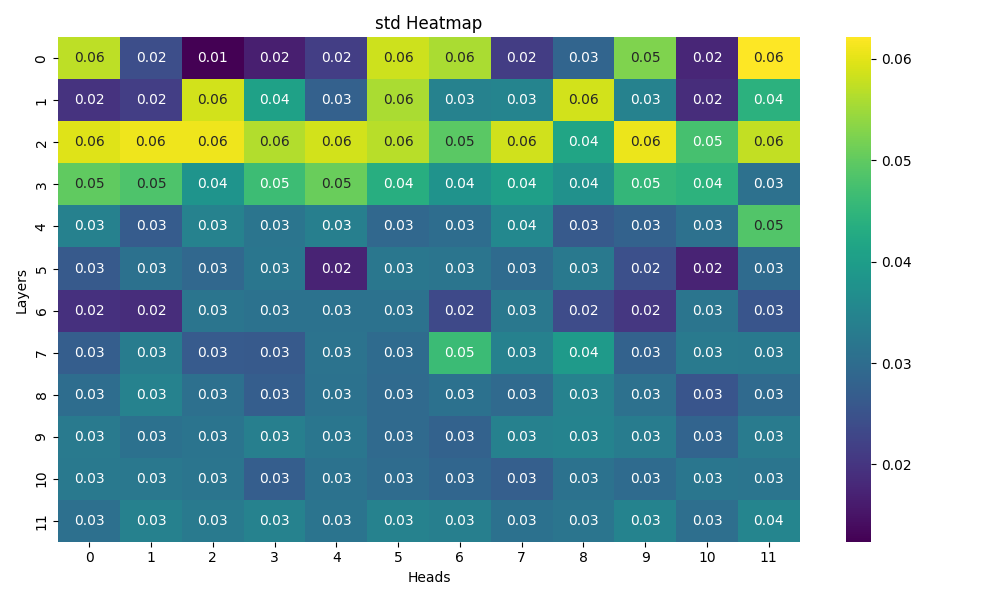 std Heatmap
0 0.06 0.02 0.01 0.02 0.02 0.06 0.06 0.02 0.03 0.05 0.02 0.06
1 0.02 0.02 0.06 0.04 0.03 0.06 0.03 0.03 0.06 0.03 0.02 0.04
2 0.06 0.06 0.06 0.06 0.06 0.06 0.05 0.06 0.04 0.06 0.05 0.06
3 0.05 0.05 0.04 0.05 0.05 0.04 0.04 0.04 0.04 0.05 0.04 0.03
4 0.03 0.03 0.03 0.03 0.03 0.03 0.03 0.04 0.03 0.03 0.03 0.05
5 0.03 0.03 0.03 0.03 0.02 0.03 0.03 0.03 0.03 0.02 0.02 0.03
6 0.02 0.02 0.03 0.03 0.03 0.03 0.02 0.03 0.02 0.02 0.03 0.03
7 0.03 0.03 0.03 0.03 0.03 0.03 0.05 0.03 0.04 0.03 0.03 0.03
8 0.03 0.03 0.03 0.03 0.03 0.03 0.03 0.03 0.03 0.03 0.03 0.03
9 0.03 0.03 0.03 0.03 0.03 0.03 0.03 0.03 0.03 0.03 0.03 0.03
10 0.03 0.03 0.03 0.03 0.03 0.03 0.03 0.03 0.03 0.03 0.03 0.03
11 0.03 0.03 0.03 0.03 0.03 0.03 0.03 0.03 0.03 0.03 0.03 0.04
0 1 2 3 4 5 6 7 8 9 10 11
Heads
Layers
0.06
0.05
0.04
0.03
0.02